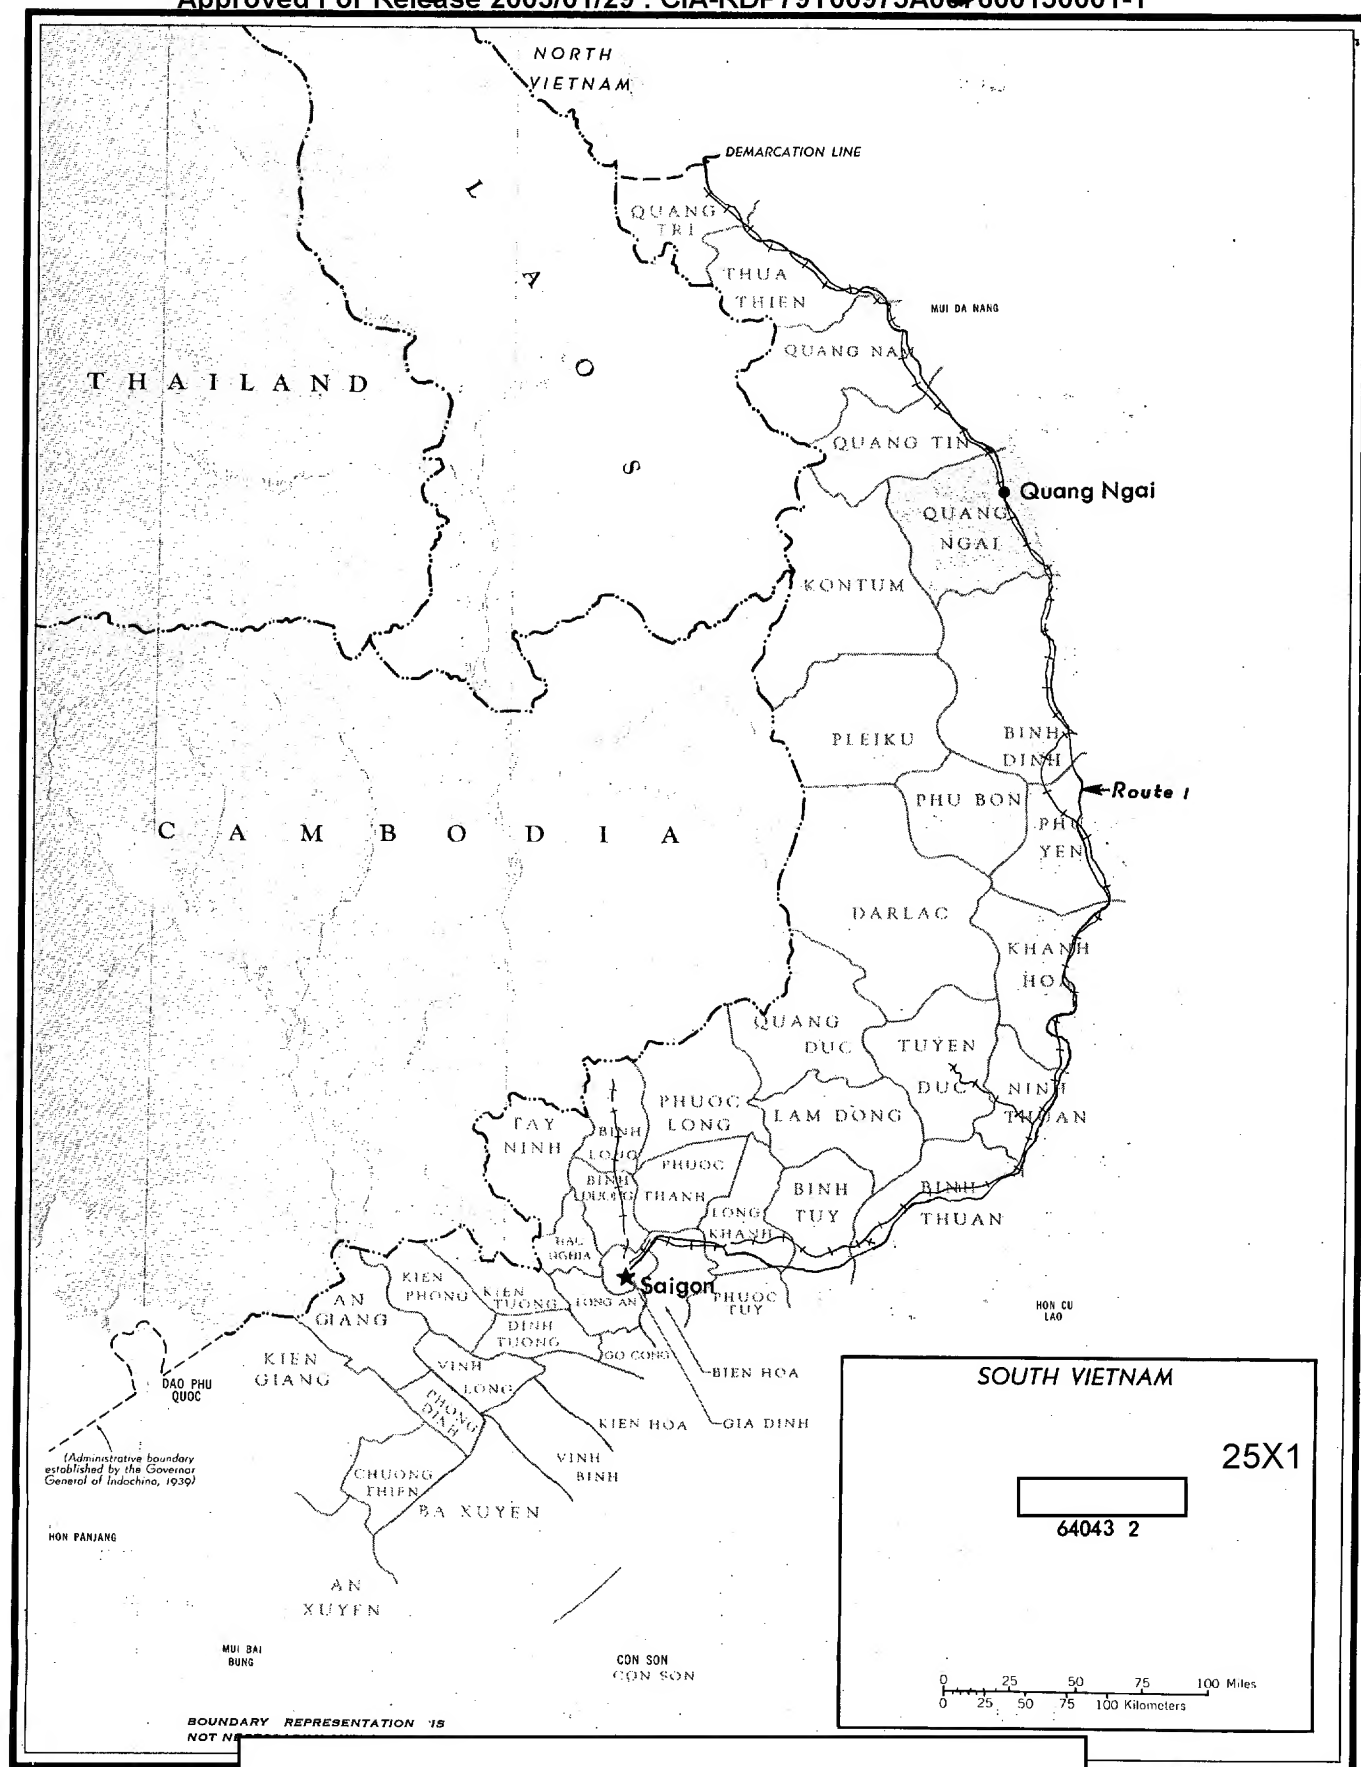 NORTH
VIETNAM
DEMARCATION LINE
L A O S
QUANG
TRI
THUA
THIEN
MUI DA NANG
QUANG NAM
THAILAND
QUANG TIN
Quang Ngai
QUANG
NGAI
KONTUM
PLEIKU
BINH
DINH
Route 1
PHU BON
PHU
YEN
CAMBODIA
DARLAC
KHANH
HOA
QUANG
DUC
TUYEN
DUC
NINH
THUAN
PHUOC
LONG
LAM DONG
TAY
NINH
BINH
LONG
PHUOC
THANH
BINH
DUONG
BINH
TUY
BINH
THUAN
LONG
KHANH
HAU
NGHIA
Saigon
KIEN
PHONG
KIEN
TUONG
LONG AN
PHUOC
TUY
AN
GIANG
DINH
TUONG
GO CONG
HON CU
LAO
KIEN
GIANG
VINH
LONG
BIEN HOA
DAO PHU
QUOC
PHONG
DINH
KIEN HOA
GIA DINH
(Administrative boundary
established by the Governor
General of Indochina, 1939)
VINH
BINH
CHUONG
THIEN
BA XUYEN
HON PANJANG
AN
XUYEN
MUI BAI
BUNG
CON SON
CON SON
SOUTH VIETNAM
25X1
64043 2
0 25 50 75 100 Miles
0 25 50 75 100 Kilometers
BOUNDARY REPRESENTATION IS